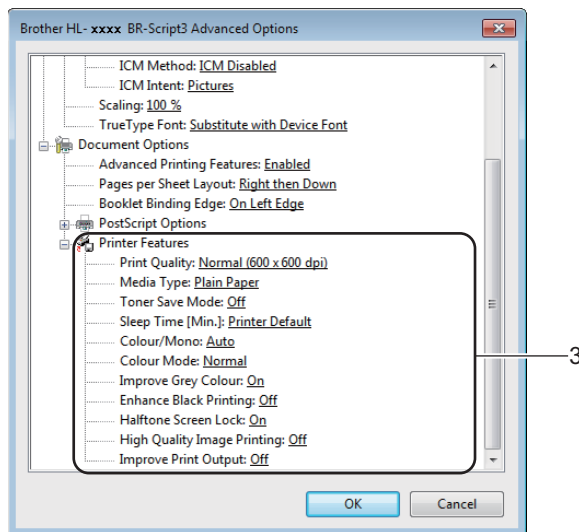 Brother HL- xxxx BR-Script3 Advanced Options
ICM Method: ICM Disabled
ICM Intent: Pictures
Scaling: 100 %
TrueType Font: Substitute with Device Font
Document Options
Advanced Printing Features: Enabled
Pages per Sheet Layout: Right then Down
Booklet Binding Edge: On Left Edge
PostScript Options
Printer Features
Print Quality: Normal (600 x 600 dpi)
Media Type: Plain Paper
Toner Save Mode: Off
Sleep Time [Min.]: Printer Default
Colour/Mono: Auto
Colour Mode: Normal
Improve Grey Colour: On
Enhance Black Printing: Off
Halftone Screen Lock: On
High Quality Image Printing: Off
Improve Print Output: Off
3
OK Cancel